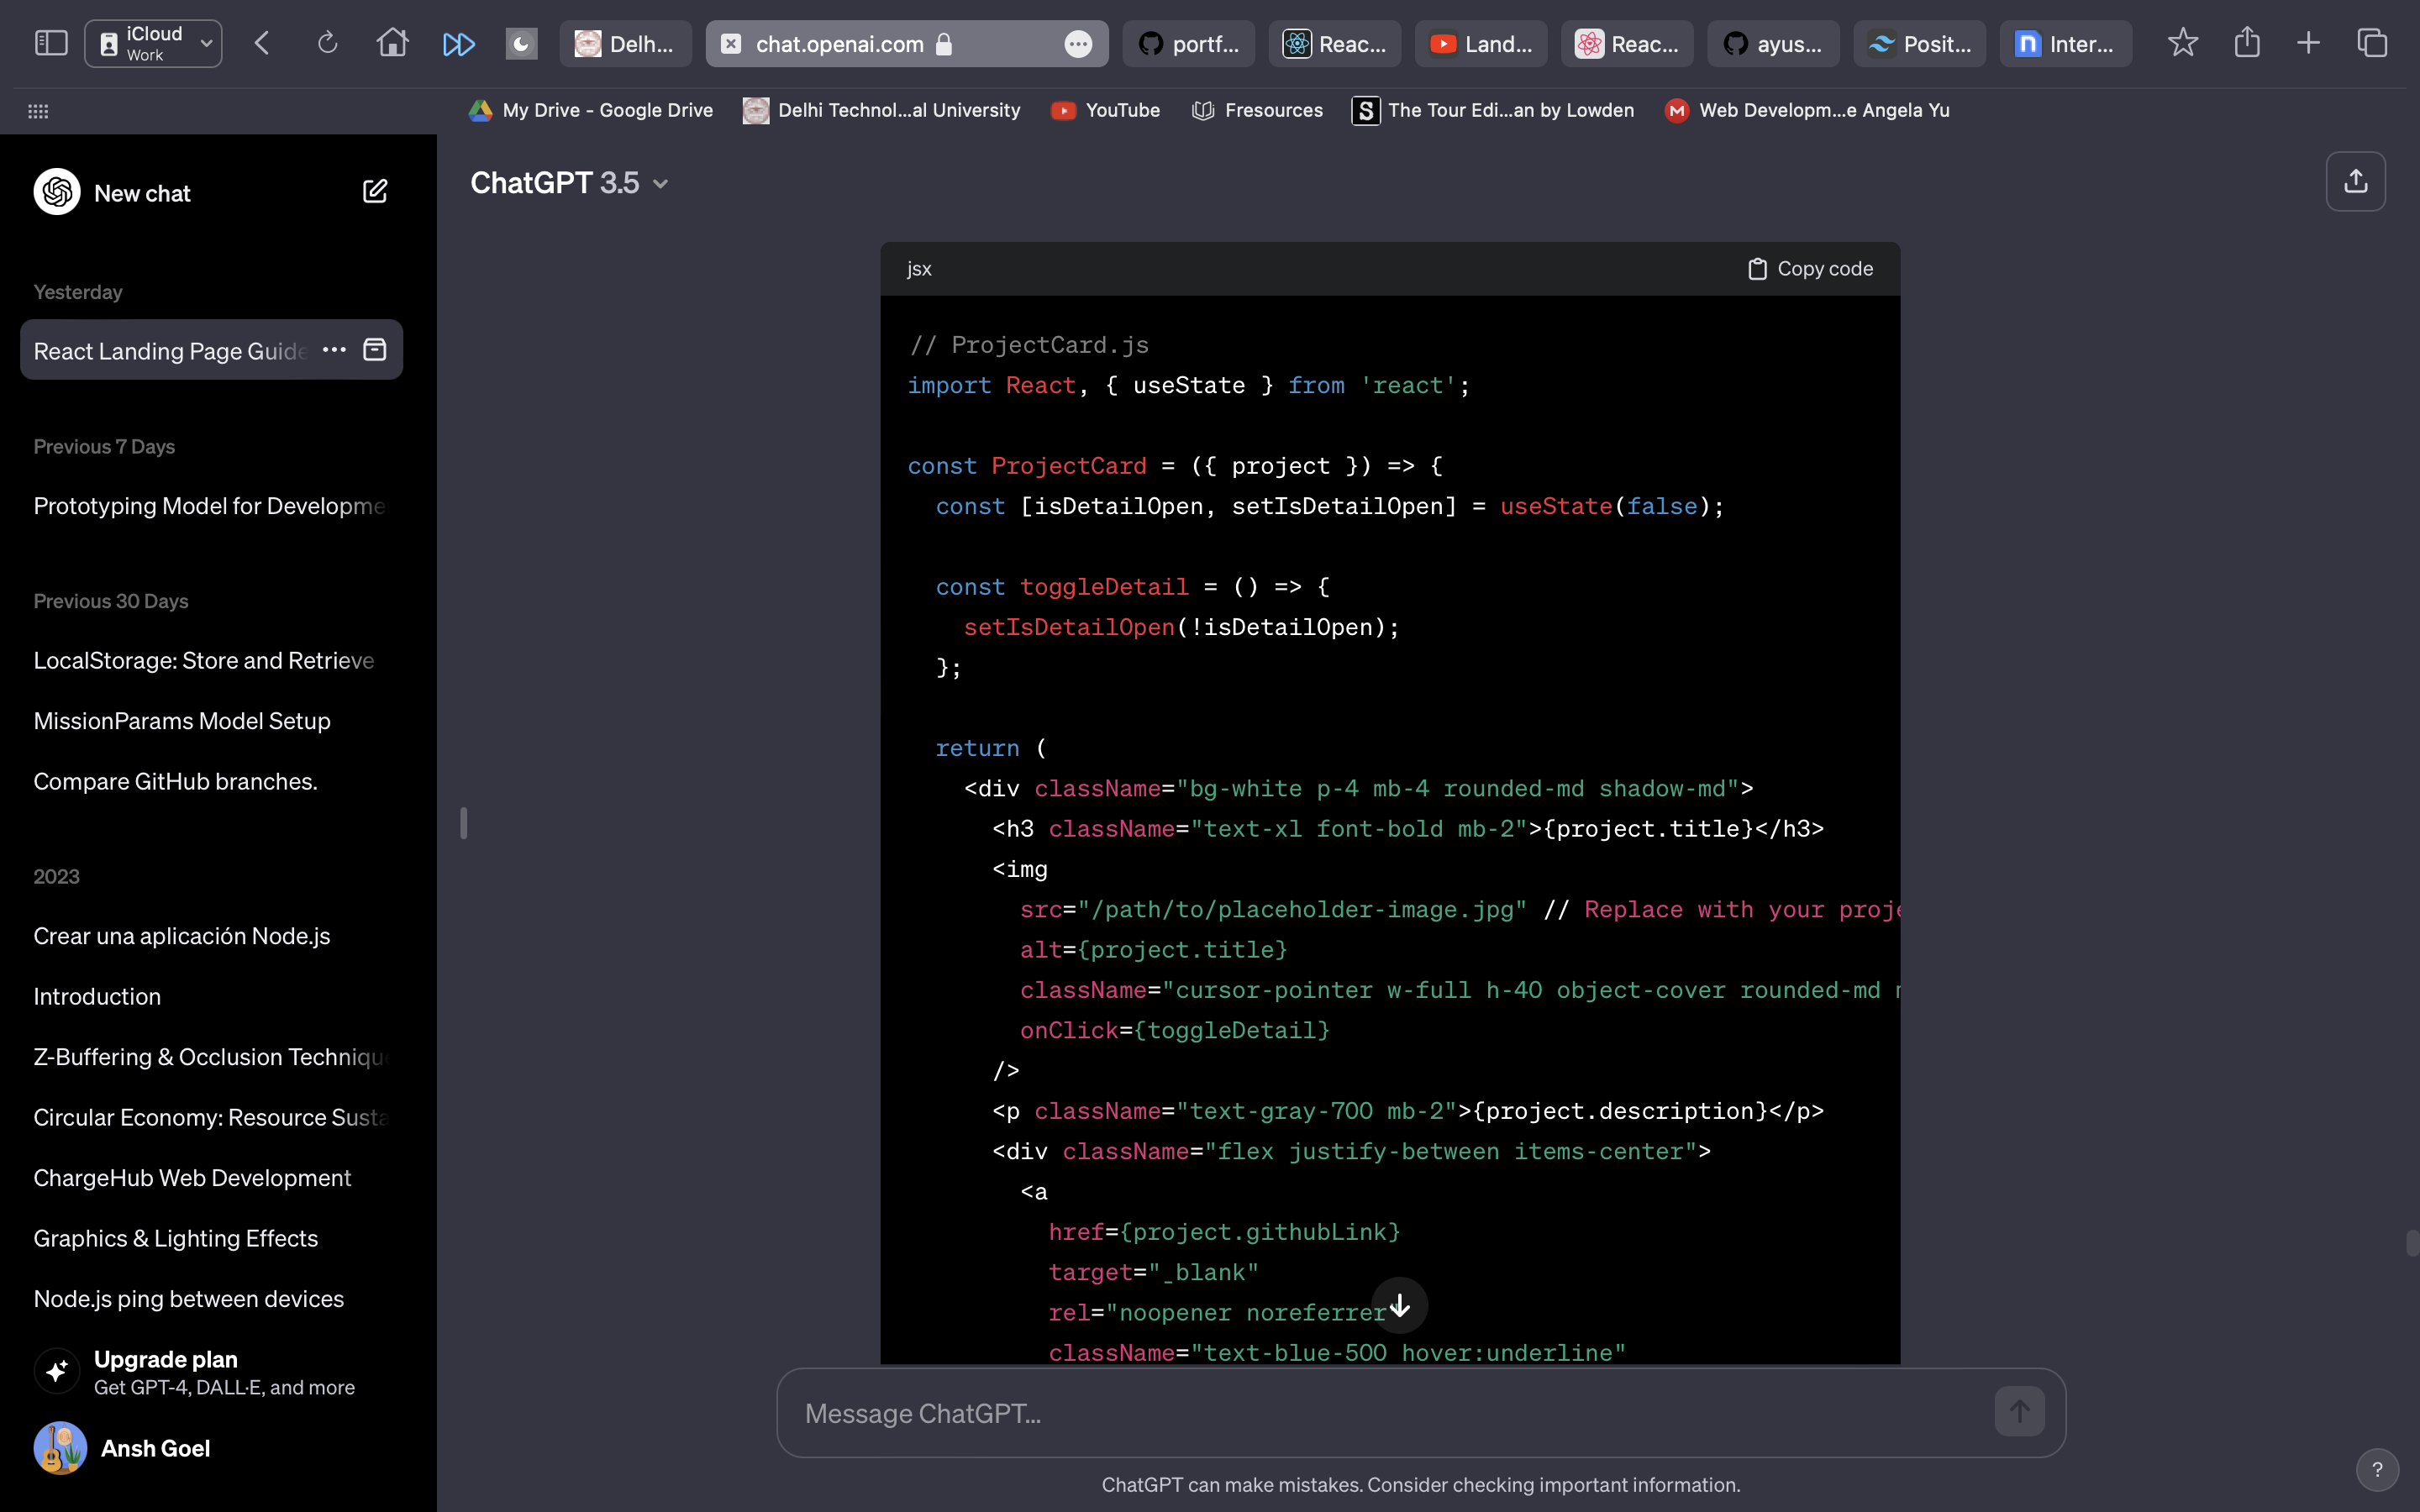 iCloud
Work
Delh...
chat.openai.com
portf...
Reac...
Land...
Reac...
ayus...
Posit...
Inter...
My Drive - Google Drive
Delhi Technol...al University
YouTube
Fresources
S
The Tour Edi...an by Lowden
M
Web Developm...e Angela Yu
New chat
Yesterday
React Landing Page Guide
Previous 7 Days
Prototyping Model for Developme
Previous 30 Days
LocalStorage: Store and Retrieve
MissionParams Model Setup
Compare GitHub branches.
2023
Crear una aplicación Node.js
Introduction
Z-Buffering & Occlusion Technique
Circular Economy: Resource Susta
ChargeHub Web Development
Graphics & Lighting Effects
Node.js ping between devices
Upgrade plan
Get GPT-4, DALL·E, and more
Ansh Goel
ChatGPT 3.5
jsx
Copy code
// ProjectCard.js
import React, { useState } from 'react';
const ProjectCard = ({ project }) => {
const [isDetailOpen, setIsDetailOpen] = useState(false);
const toggleDetail = () => {
setIsDetailOpen(!isDetailOpen);
};
return (
<div className="bg-white p-4 mb-4 rounded-md shadow-md">
<h3 className="text-xl font-bold mb-2">{project.title}</h3>
<img
src="/path/to/placeholder-image.jpg" // Replace with your proje
alt={project.title}
className="cursor-pointer w-full h-40 object-cover rounded-md
onClick={toggleDetail}
/>
<p className="text-gray-700 mb-2">{project.description}</p>
<div className="flex justify-between items-center">
<a
href={project.githubLink}
target="_blank"
rel="noopener noreferrer"
className="text-blue-500 hover:underline"
Message ChatGPT...
ChatGPT can make mistakes. Consider checking important information.
?